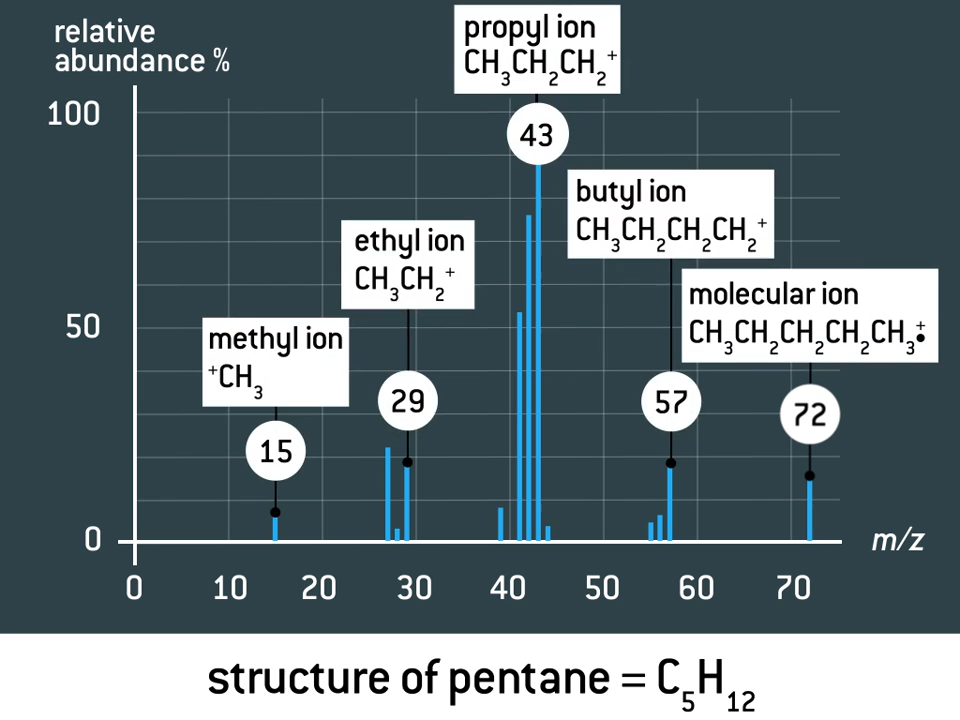 relative
abundance %
propyl ion
CH₃CH₂CH₂⁺
100
43
butyl ion
CH₃CH₂CH₂CH₂⁺
ethyl ion
CH₃CH₂⁺
molecular ion
CH₃CH₂CH₂CH₂CH₃⁺•
50
methyl ion
⁺CH₃
29
57
72
15
0
m/z
0 10 20 30 40 50 60 70
structure of pentane = C₅H₁₂